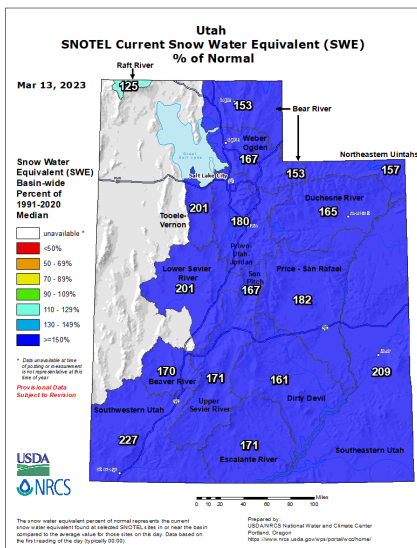 Utah
SNOTEL Current Snow Water Equivalent (SWE)
% of Normal
Raft River
Mar 13, 2023
125
153
Bear River
Weber
Ogden
167
Northeastern Uintahs
Great
Salt Lake
Salt Lake City
153
157
Snow Water
Equivalent (SWE)
Basin-wide
Percent of
1991-2020
Median
unavailable *
<50%
50 - 69%
70 - 89%
90 - 109%
110 - 129%
130 - 149%
>=150%
* Data unavailable at time
of posting or measurement
is not representative at this
time of year
Provisional Data
Subject to Revision
Duchesne River
165
201
Tooele-
Vernon
180
Provo-
Utah-
Jordan
Lower Sevier
River
201
San
Pitch
167
Price - San Rafael
182
170
Beaver River
171
161
209
Dirty Devil
Upper
Sevier River
Southwestern Utah
227
171
Escalante River
Southeastern Utah
USDA
NRCS
0 10 20 40 60 80 100
Miles
The snow water equivalent percent of normal represents the current
snow water equivalent found at selected SNOTEL sites in or near the basin
compared to the average value for those sites on this day. Data based on
the first reading of the day (typically 00:00).
Prepared by:
USDA/NRCS National Water and Climate Center
Portland, Oregon
https://www.nrcs.usda.gov/wps/portal/wcc/home/